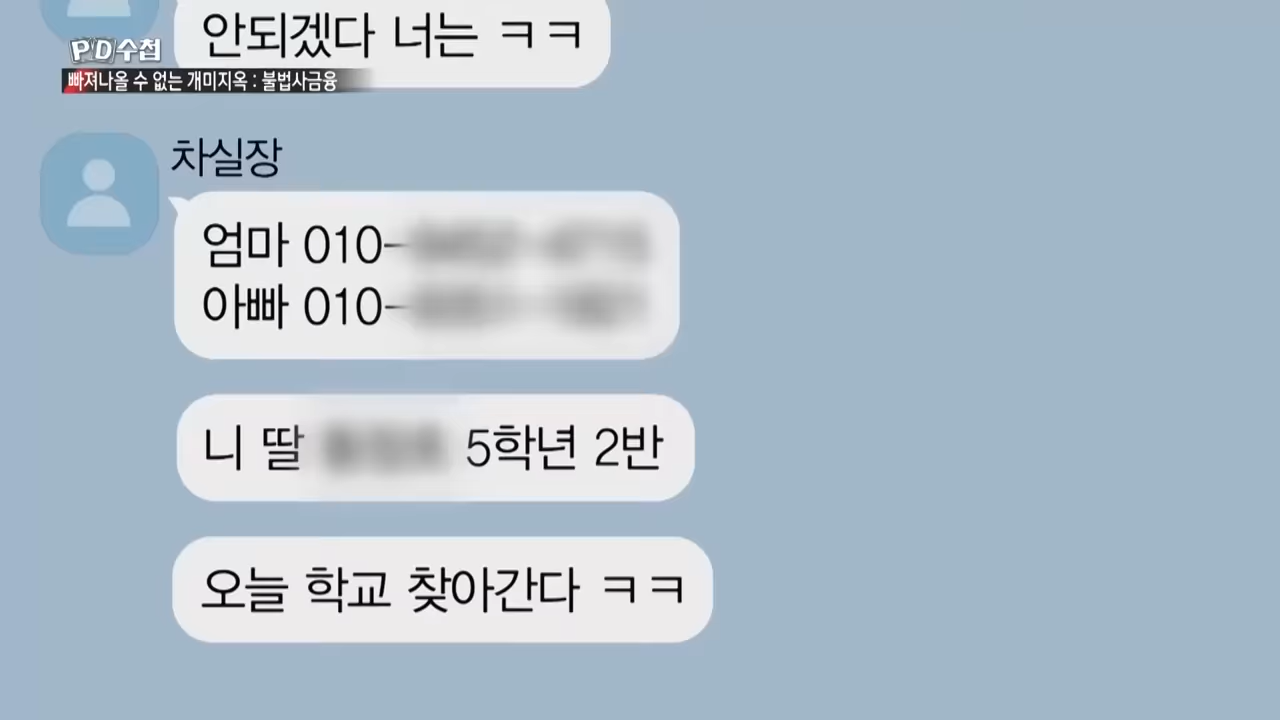 안되겠다 너는 ㅋㅋ
PD수첩
빠져나올 수 없는 개미지옥 : 불법사금융
차실장
엄마 010-
아빠 010-
니 딸 5학년 2반
오늘 학교 찾아간다 ㅋㅋ